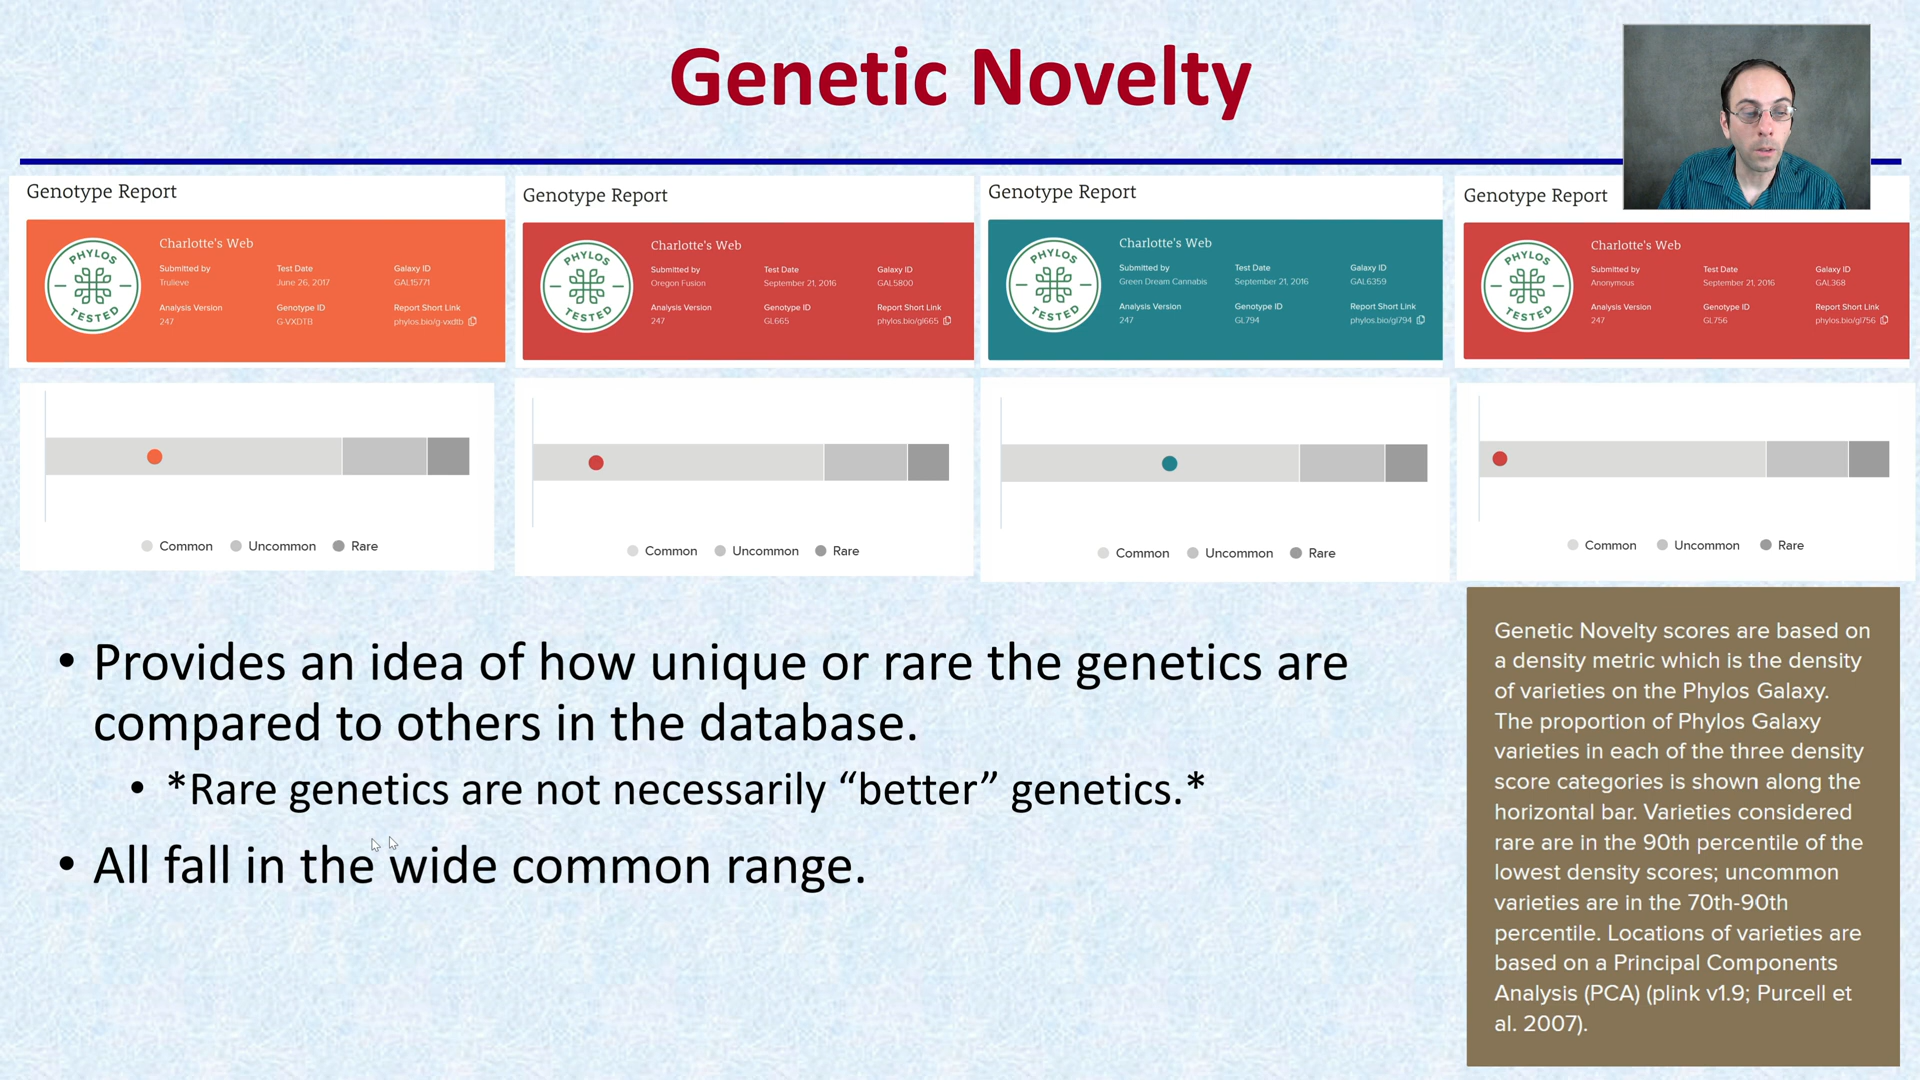 Genetic Novelty
Genotype Report
PHYLOS
TESTED
Charlotte's Web
Submitted by Test Date Galaxy ID
Trulieve June 26, 2017 GAL15771
Analysis Version Genotype ID Report Short Link
247 G-VXDTB phylos.bio/g-vxdtb
Genotype Report
PHYLOS
TESTED
Charlotte's Web
Submitted by Test Date Galaxy ID
Oregon Fusion September 21, 2016 GAL5800
Analysis Version Genotype ID Report Short Link
247 GL665 phylos.bio/gl665
Genotype Report
PHYLOS
TESTED
Charlotte's Web
Submitted by Test Date Galaxy ID
Green Dream Cannabis September 21, 2016 GAL6359
Analysis Version Genotype ID Report Short Link
247 GL794 phylos.bio/gl794
Genotype Report
PHYLOS
TESTED
Charlotte's Web
Submitted by Test Date Galaxy ID
Anonymous September 21, 2016 GAL368
Analysis Version Genotype ID Report Short Link
247 GL756 phylos.bio/gl756
Common Uncommon Rare
Common Uncommon Rare
Common Uncommon Rare
Common Uncommon Rare
• Provides an idea of how unique or rare the genetics are
compared to others in the database.
• *Rare genetics are not necessarily “better” genetics.*
• All fall in the wide common range.
Genetic Novelty scores are based on
a density metric which is the density
of varieties on the Phylos Galaxy.
The proportion of Phylos Galaxy
varieties in each of the three density
score categories is shown along the
horizontal bar. Varieties considered
rare are in the 90th percentile of the
lowest density scores; uncommon
varieties are in the 70th-90th
percentile. Locations of varieties are
based on a Principal Components
Analysis (PCA) (plink v1.9; Purcell et
al. 2007).